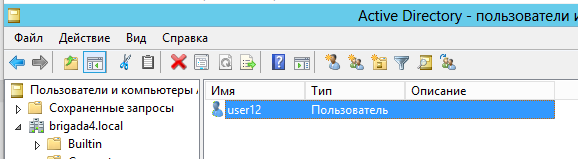 Active Directory - пользователи и
Файл Действие Вид Справка
Пользователи и компьютеры
Сохраненные запросы
brigada4.local
Builtin
Имя Тип Описание
user12 Пользователь